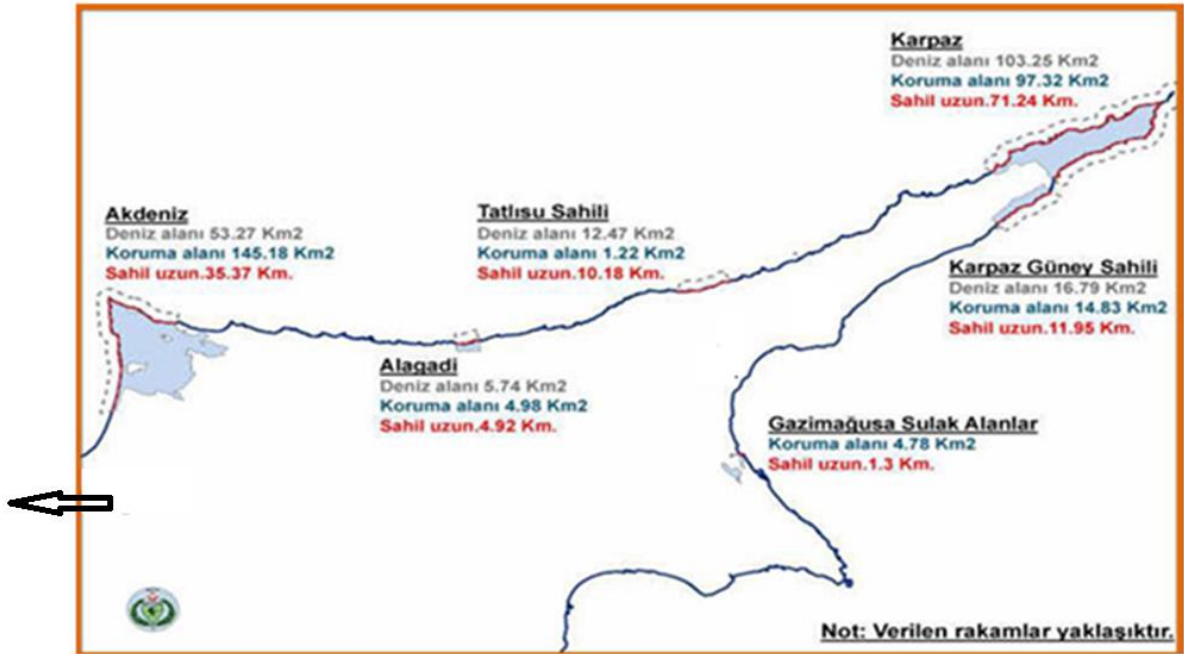 Karpaz
Deniz alanı 103.25 Km2
Koruma alanı 97.32 Km2
Sahil uzun.71.24 Km.
Akdeniz
Deniz alanı 53.27 Km2
Koruma alanı 145.18 Km2
Sahil uzun.35.37 Km.
Tatlısu Sahili
Deniz alanı 12.47 Km2
Koruma alanı 1.22 Km2
Sahil uzun.10.18 Km.
Karpaz Güney Sahili
Deniz alanı 16.79 Km2
Koruma alanı 14.83 Km2
Sahil uzun.11.95 Km.
Alagadi
Deniz alanı 5.74 Km2
Koruma alanı 4.98 Km2
Sahil uzun.4.92 Km.
Gazimağusa Sulak Alanlar
Koruma alanı 4.78 Km2
Sahil uzun.1.3 Km.
Not: Verilen rakamlar yaklaşıktır.